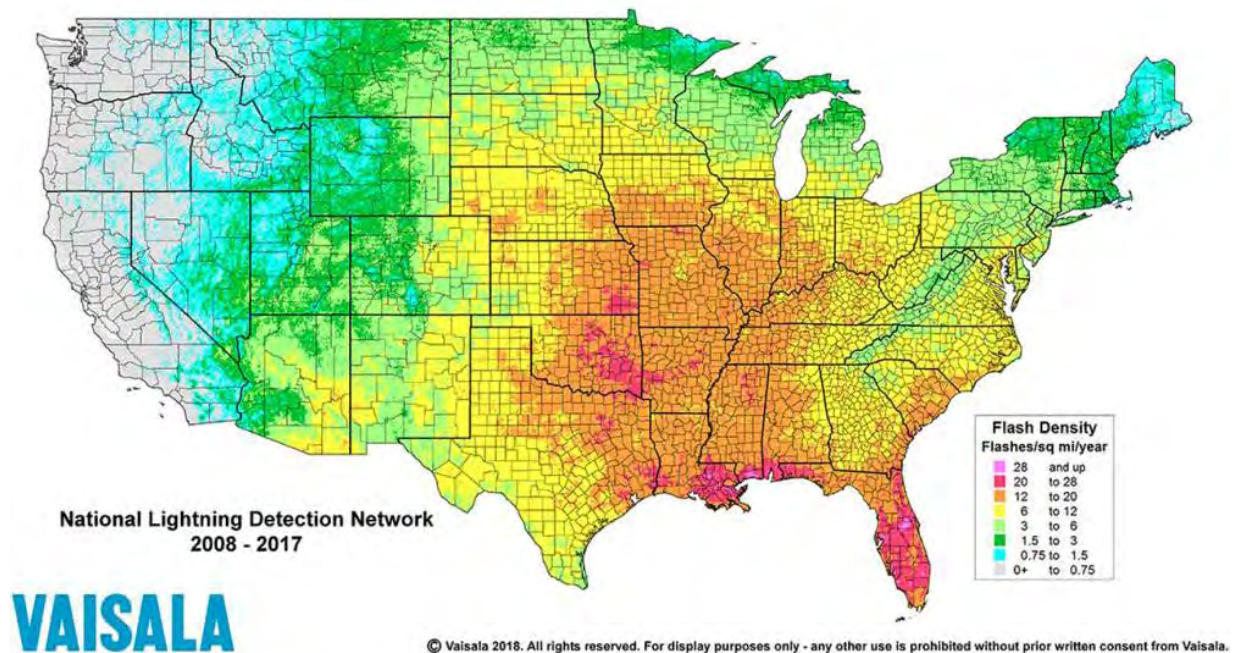 National Lightning Detection Network
2008 - 2017
Flash Density
Flashes/sq mi/year
28 and up
20 to 28
12 to 20
6 to 12
3 to 6
1.5 to 3
0.75 to 1.5
0+ to 0.75
VAISALA
© Vaisala 2018. All rights reserved. For display purposes only - any other use is prohibited without prior written consent from Vaisala.